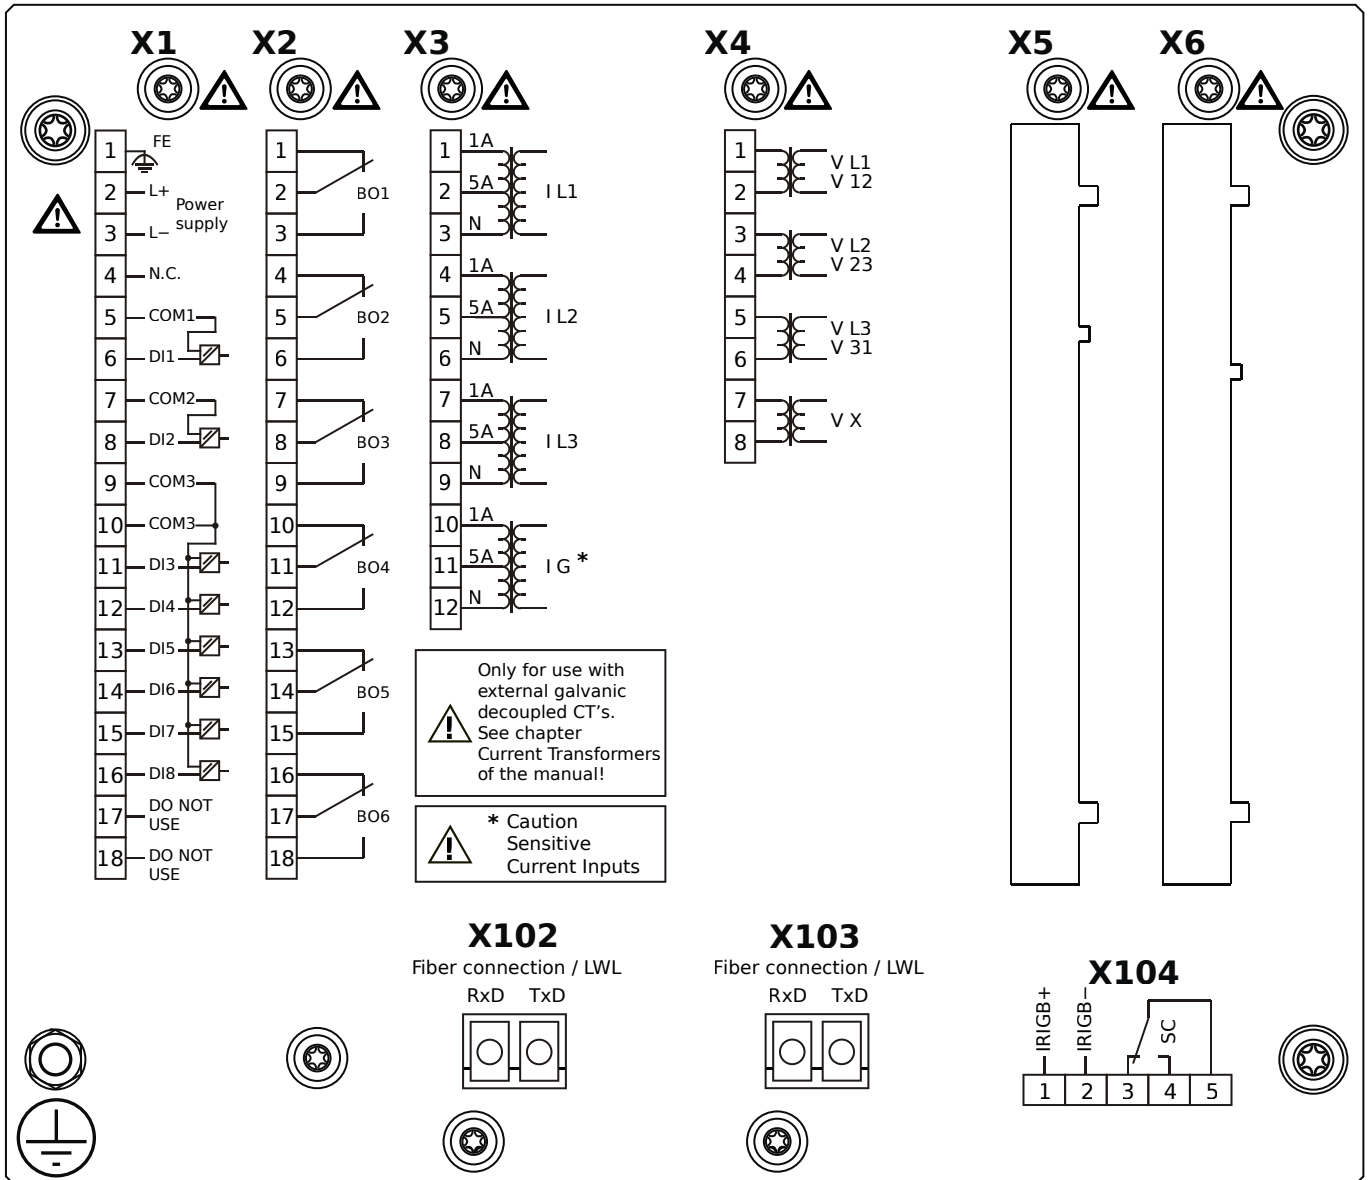 X1 X2 X3 X4 X5 X6
1 FE
2 L+
Power
supply
3 L−
4 N.C.
5 COM1
6 DI1
7 COM2
8 DI2
9 COM3
10 COM3
11 DI3
12 DI4
13 DI5
14 DI6
15 DI7
16 DI8
17 DO NOT
USE
18 DO NOT
USE
1
2 BO1
3
4
5 BO2
6
7
8 BO3
9
10
11 BO4
12
13
14 BO5
15
16
17 BO6
18
1 1A
2 5A I L1
3 N
4 1A
5 5A I L2
6 N
7 1A
8 5A I L3
9 N
10 1A
11 5A I G *
12 N
Only for use with
external galvanic
decoupled CT's.
See chapter
Current Transformers
of the manual!
* Caution
Sensitive
Current Inputs
1 V L1
2 V 12
3 V L2
4 V 23
5 V L3
6 V 31
7 V X
8
X102
Fiber connection / LWL
RxD TxD
X103
Fiber connection / LWL
RxD TxD
X104
IRIGB+ IRIGB− SC
1 2 3 4 5